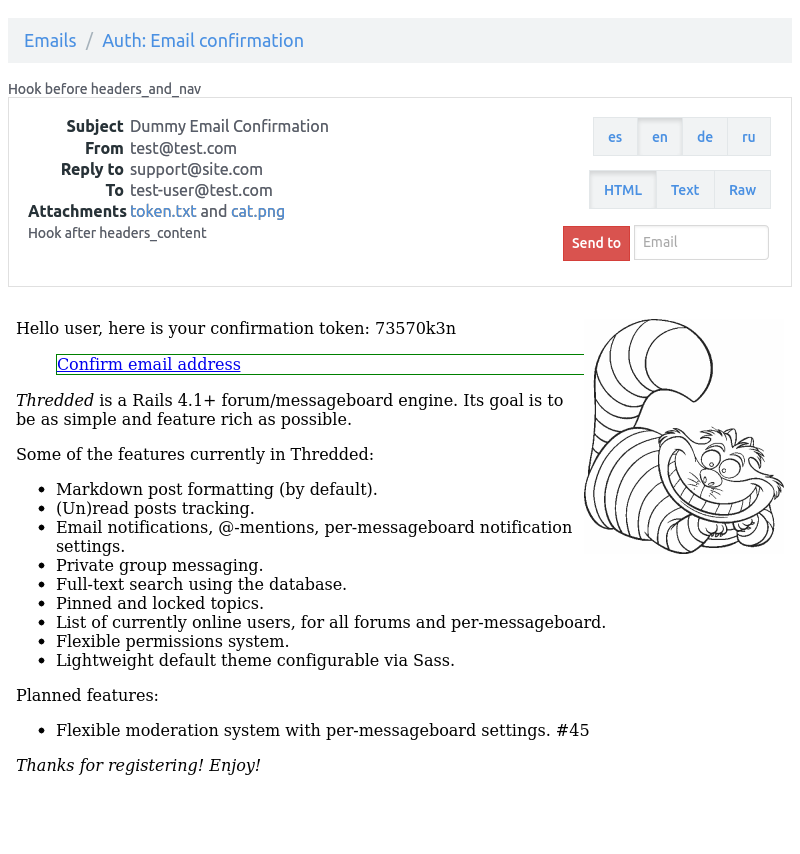 Emails / Auth: Email confirmation
Hook before headers_and_nav
Subject Dummy Email Confirmation
From test@test.com
Reply to support@site.com
To test-user@test.com
Attachments token.txt and cat.png
Hook after headers_content
es en de ru
HTML Text Raw
Send to Email
Hello user, here is your confirmation token: 73570k3n
Confirm email address
Thredded is a Rails 4.1+ forum/messageboard engine. Its goal is to
be as simple and feature rich as possible.
Some of the features currently in Thredded:
• Markdown post formatting (by default).
• (Un)read posts tracking.
• Email notifications, @-mentions, per-messageboard notification
settings.
• Private group messaging.
• Full-text search using the database.
• Pinned and locked topics.
• List of currently online users, for all forums and per-messageboard.
• Flexible permissions system.
• Lightweight default theme configurable via Sass.
Planned features:
• Flexible moderation system with per-messageboard settings. #45
Thanks for registering! Enjoy!